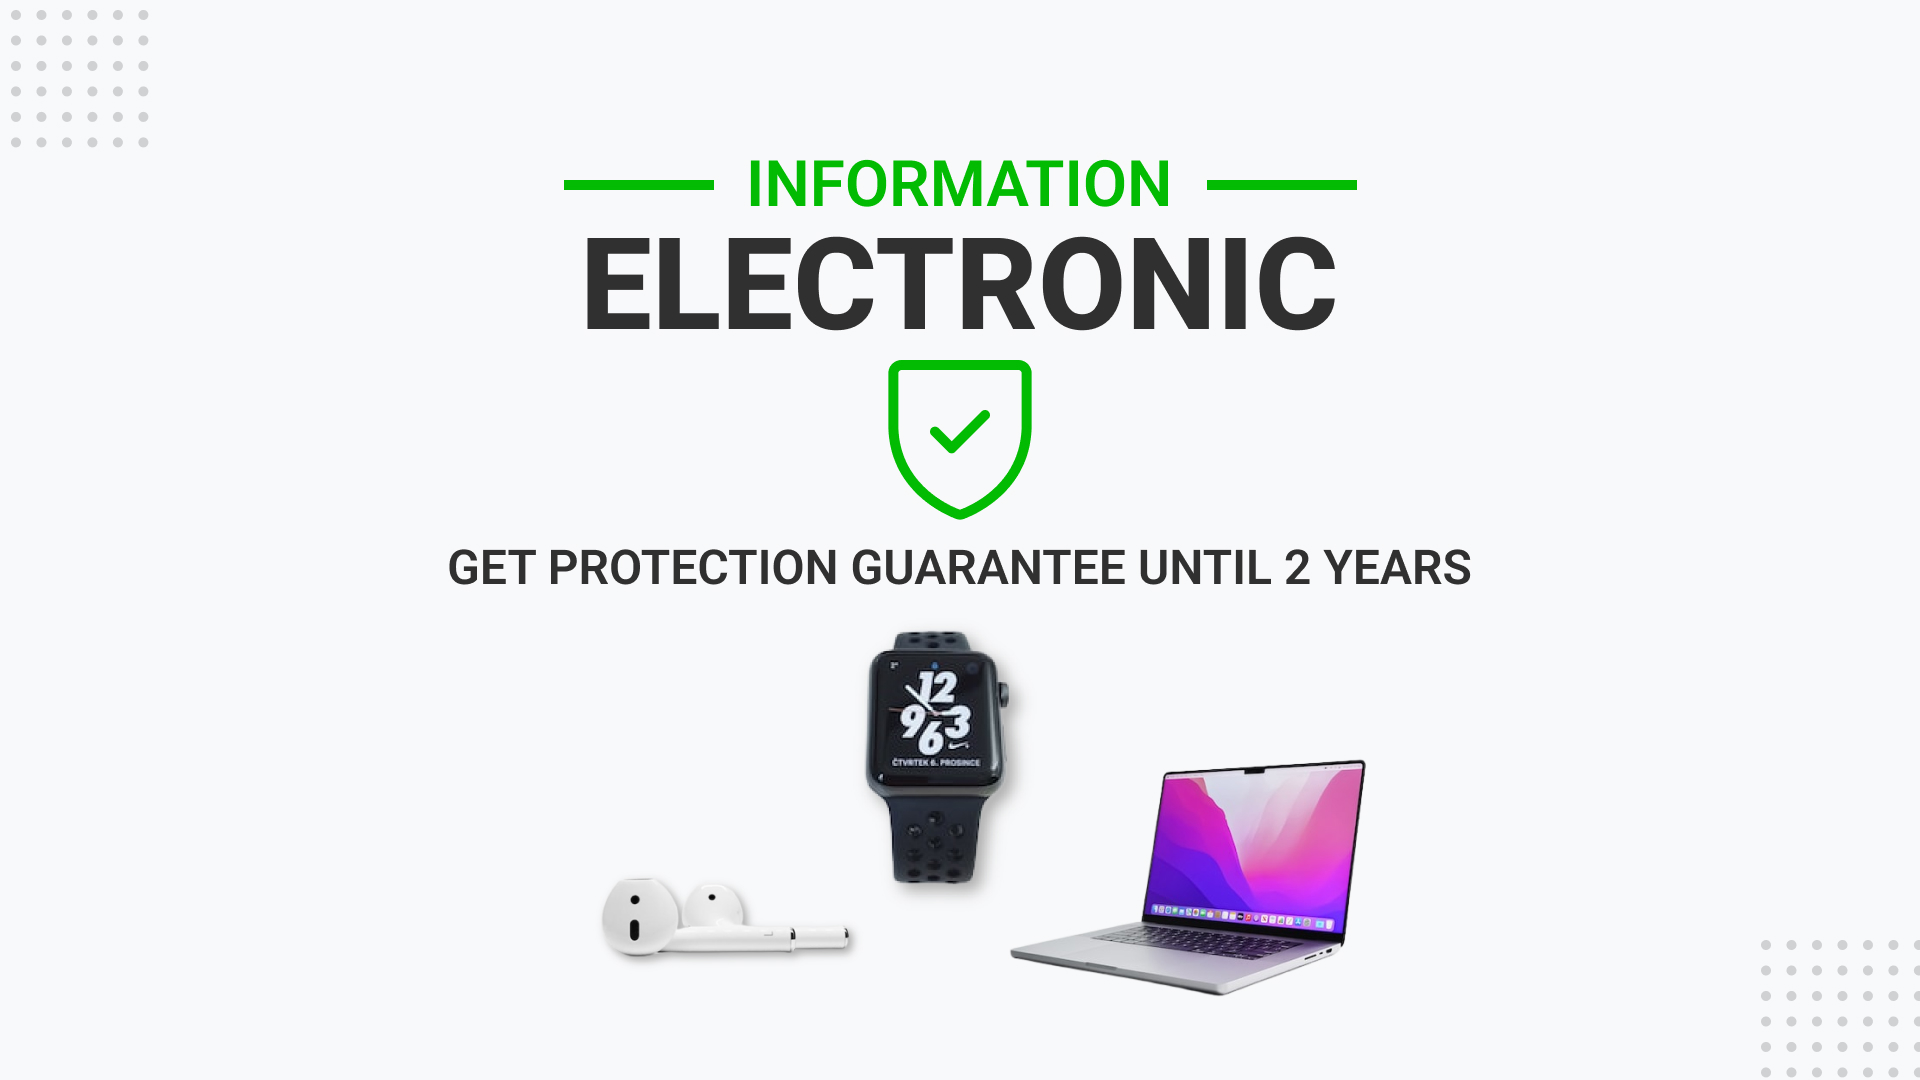 INFORMATION
ELECTRONIC
GET PROTECTION GUARANTEE UNTIL 2 YEARS
12
9 3
6
ČTVRTEK 6. PROSINCE